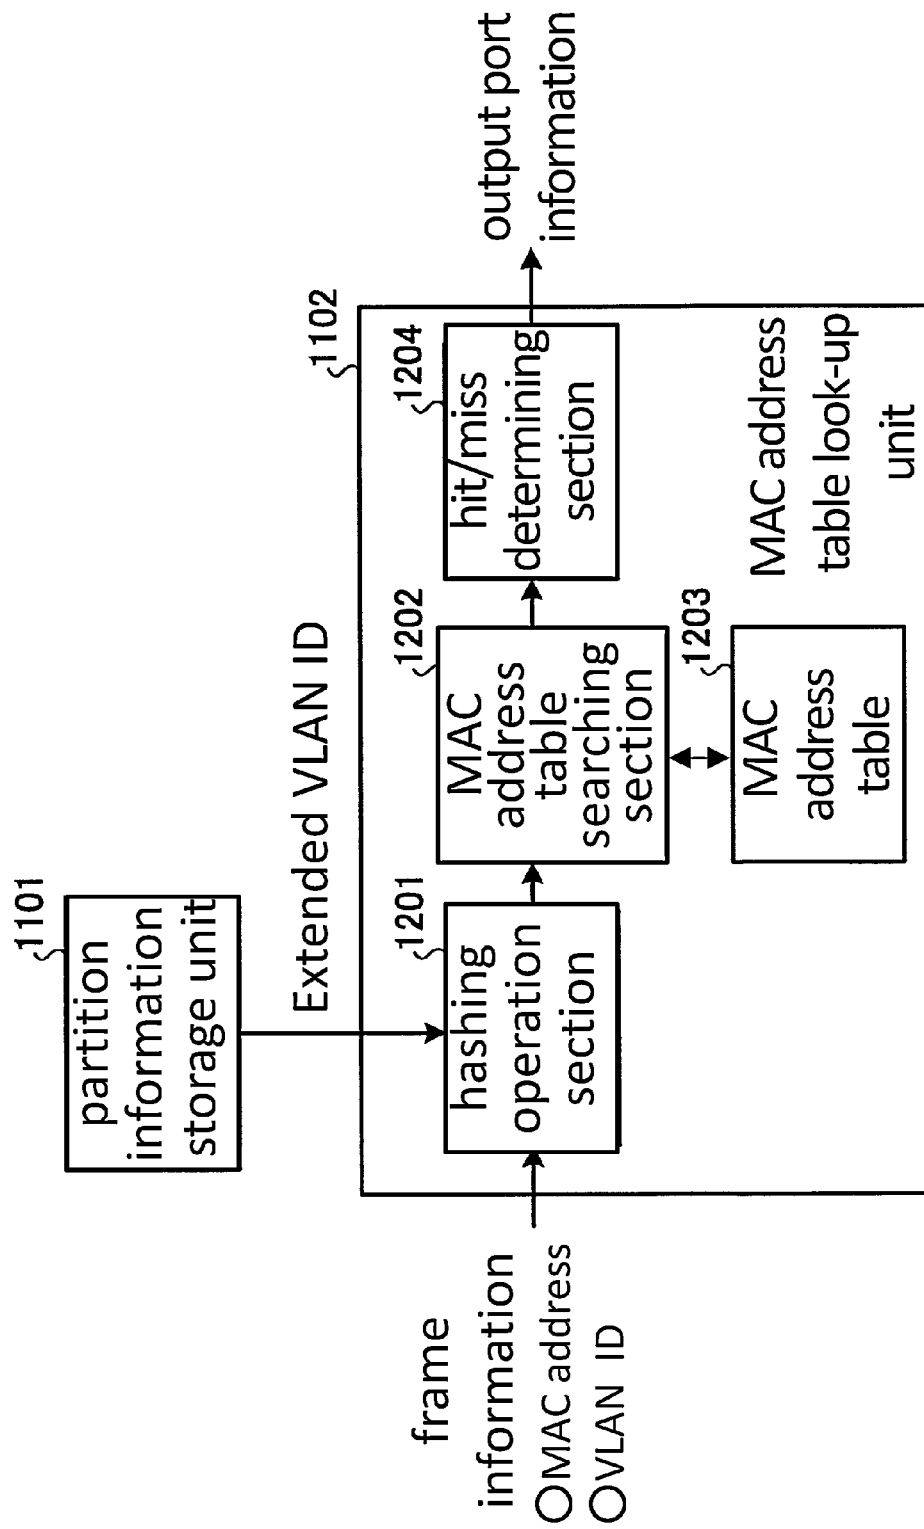 1101
partition
information
storage unit
Extended VLAN ID
1102
frame
information
○MAC address
○VLAN ID
1201
hashing
operation
section
1202
MAC
address
table
searching
section
1203
MAC
address
table
1204
hit/miss
determining
section
MAC address
table look-up
unit
output port
information